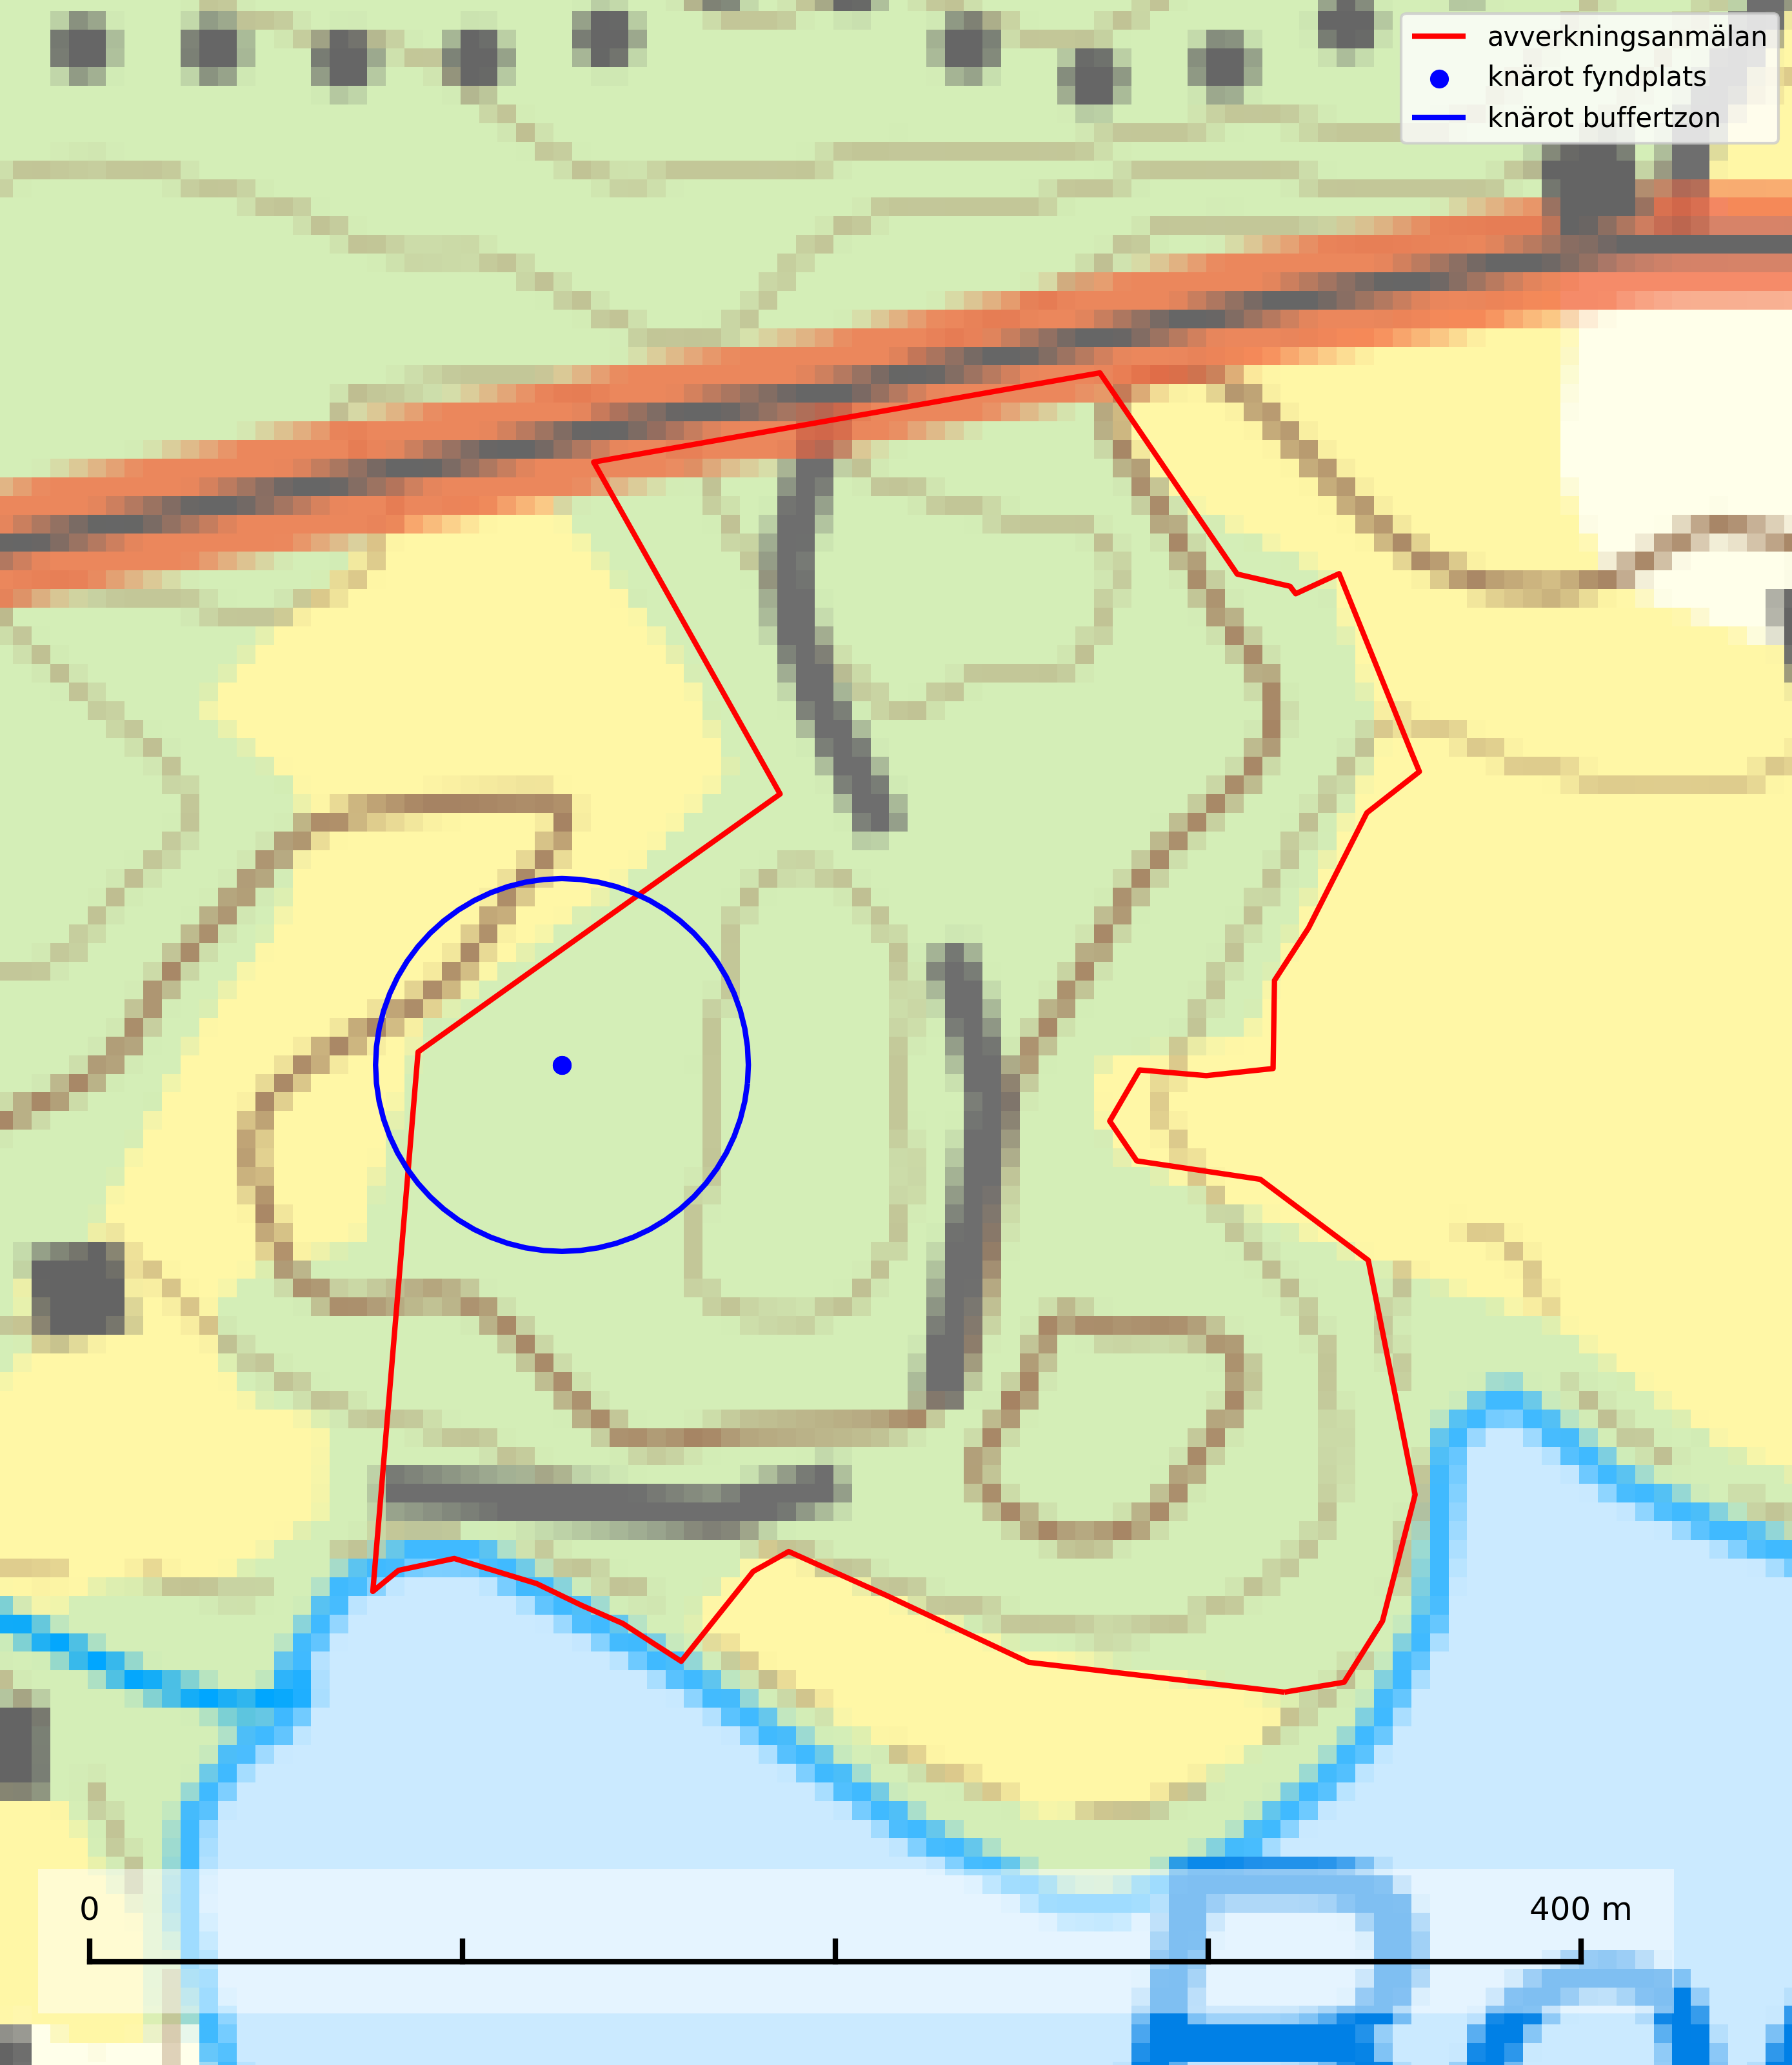 avverkningsanmälan
knärot fyndplats
knärot buffertzon
0
400 m